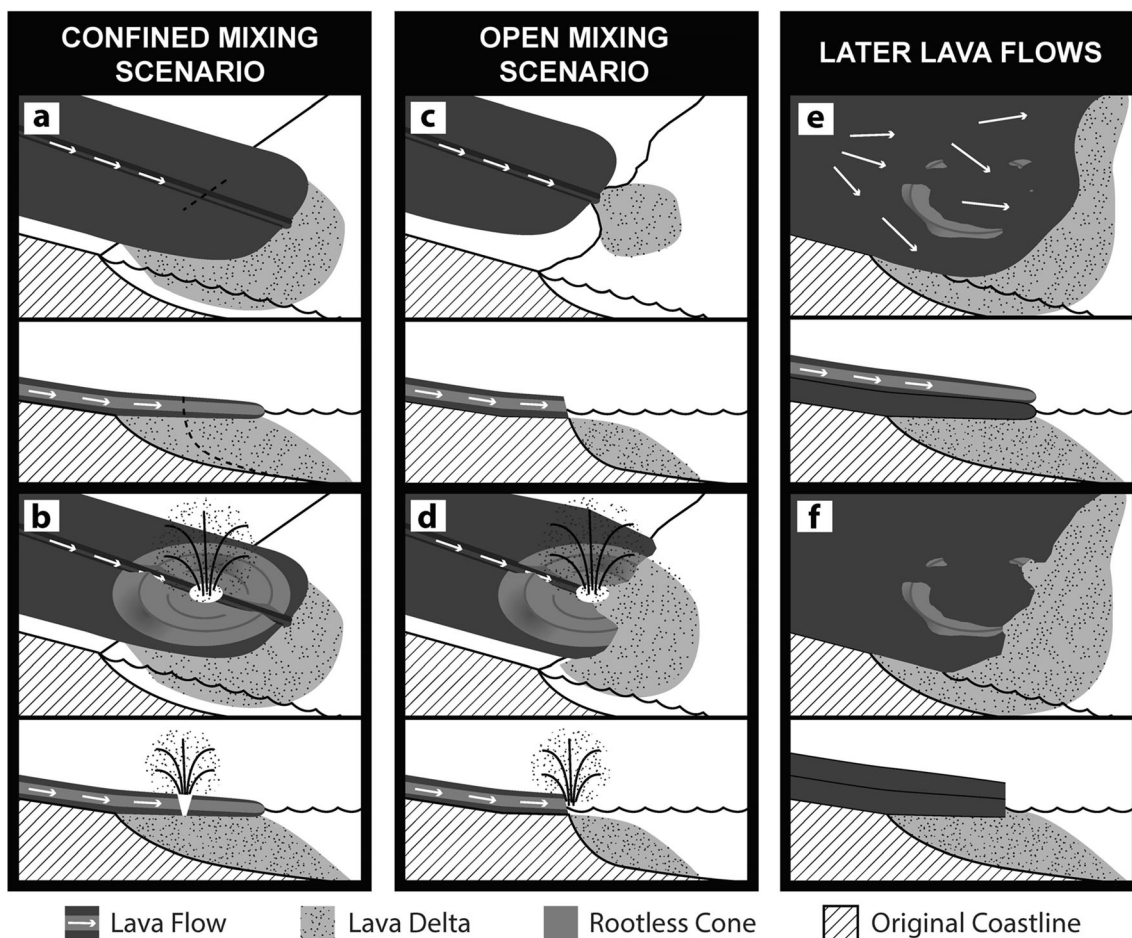 CONFINED MIXING
SCENARIO
OPEN MIXING
SCENARIO
LATER LAVA FLOWS
a
c
e
b
d
f
Lava Flow
Lava Delta
Rootless Cone
Original Coastline